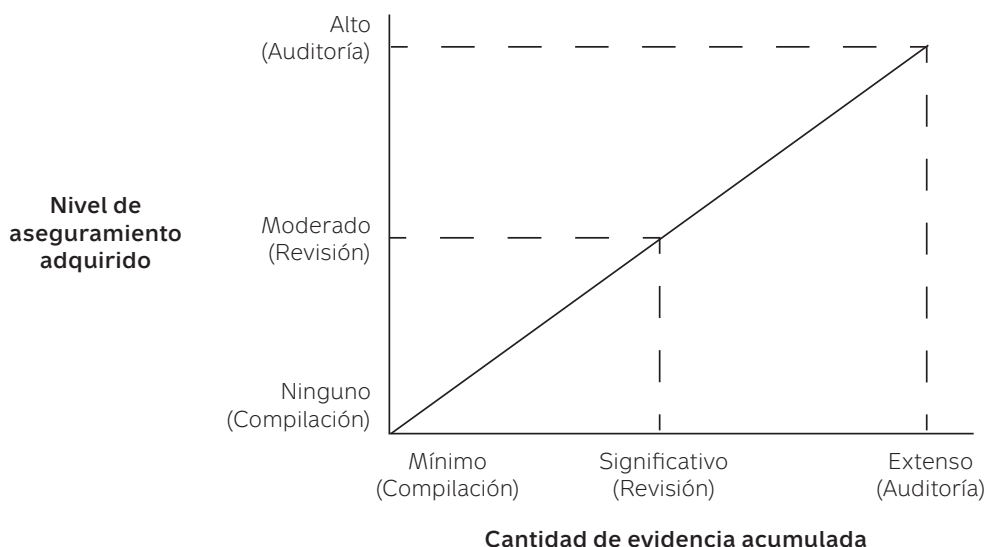 Alto
(Auditoría)
Nivel de
aseguramiento
adquirido
Moderado
(Revisión)
Ninguno
(Compilación)
Mínimo
(Compilación)
Significativo
(Revisión)
Extenso
(Auditoría)
Cantidad de evidencia acumulada